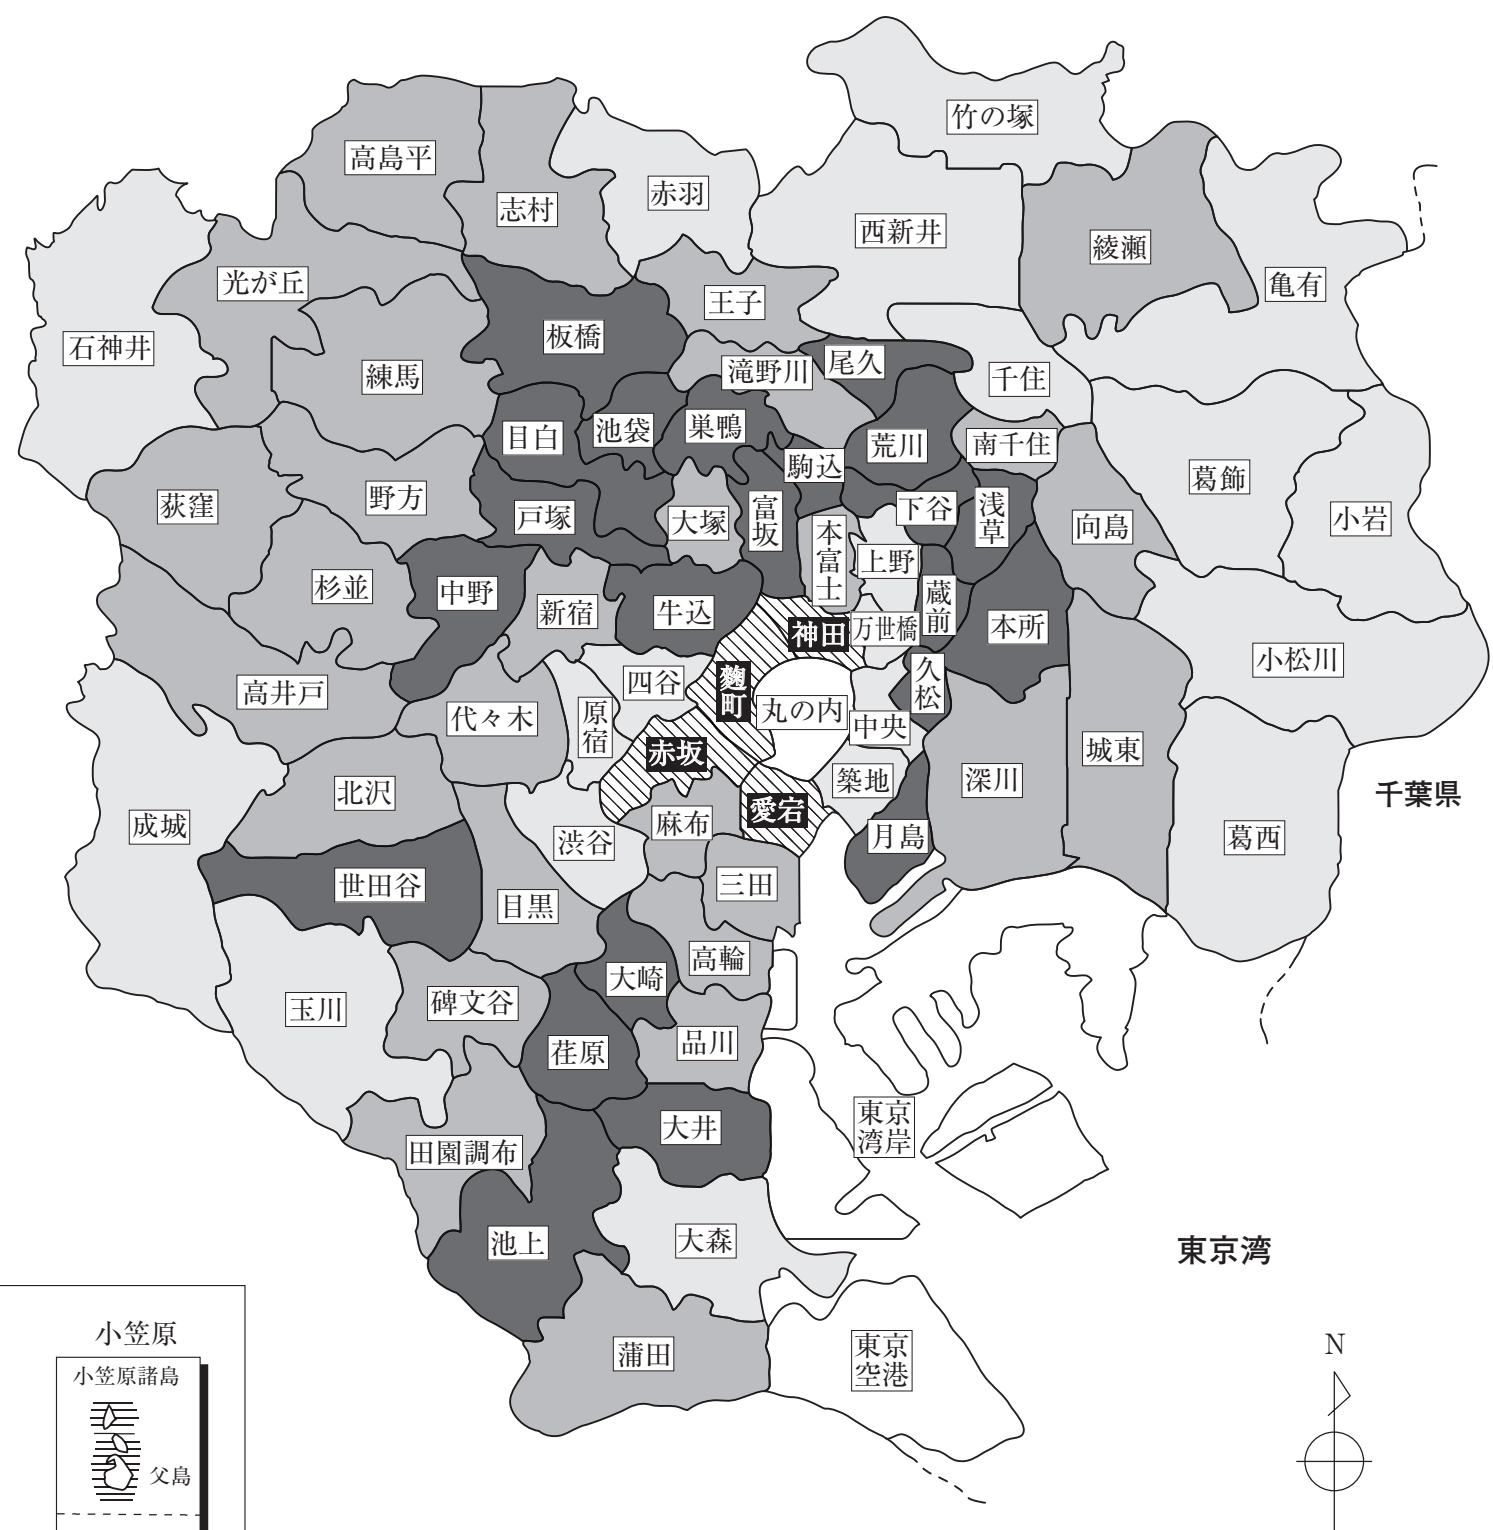 竹の塚
高島平
赤羽
志村
西新井
綾瀬
光が丘
亀有
王子
板橋
石神井
滝野川
尾久
練馬
千住
目白
池袋
巣鴨
荒川
南千住
駒込
葛飾
荻窪
野方
戸塚
大塚
富坂
下谷
浅草
向島
小岩
本富士
上野
杉並
中野
新宿
牛込
蔵前
神田
万世橋
本所
小松川
高井戸
四谷
麴町
久松
代々木
原宿
丸の内
中央
城東
赤坂
北沢
築地
深川
千葉県
成城
渋谷
麻布
愛宕
月島
葛西
世田谷
三田
目黒
高輪
大崎
玉川
碑文谷
品川
荏原
東京
湾岸
大井
田園調布
池上
大森
東京湾
蒲田
東京
空港
小笠原
小笠原諸島
父島
N